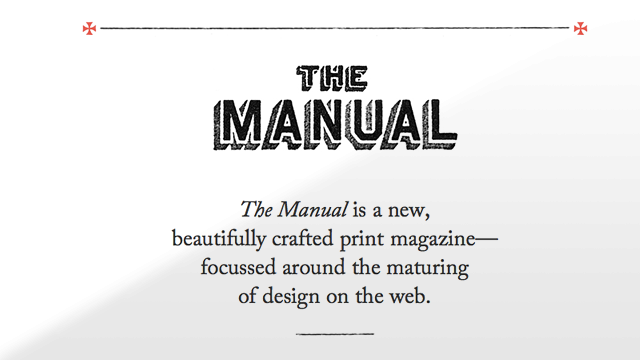 THE
MANUAL
The Manual is a new,
beautifully crafted print magazine—
focussed around the maturing
of design on the web.